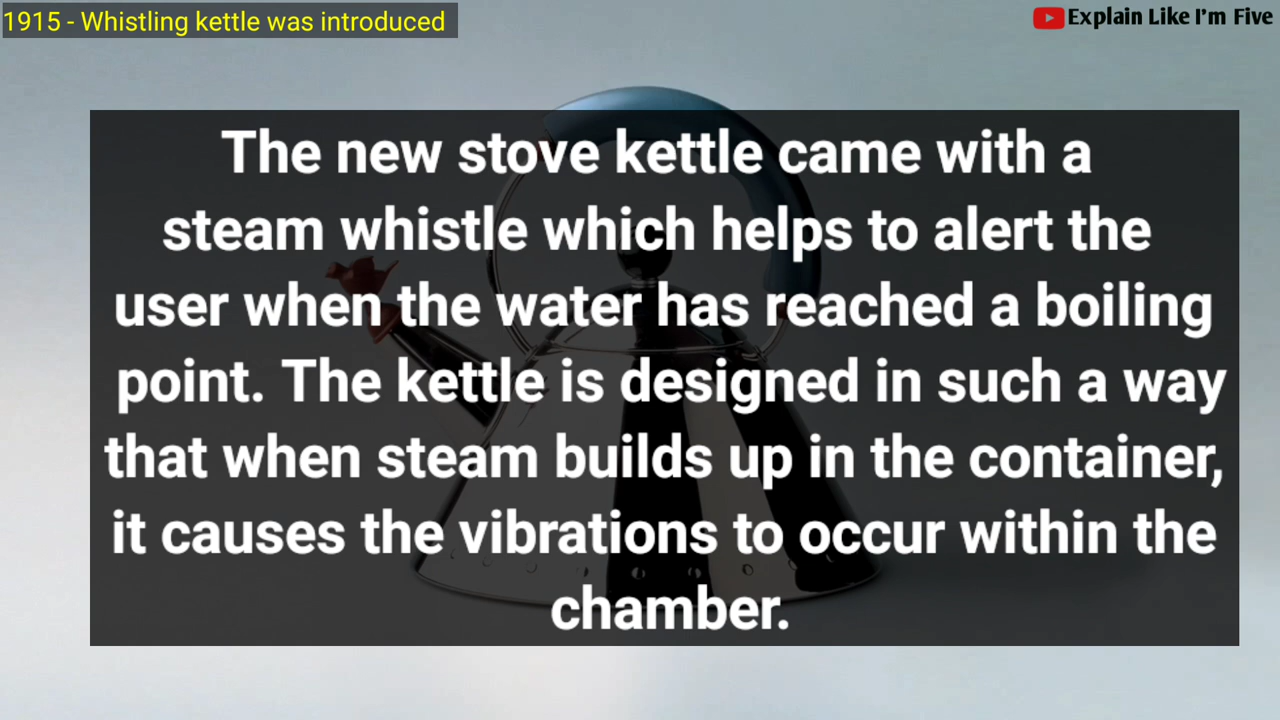 1915 - Whistling kettle was introduced
Explain Like I'm Five
The new stove kettle came with a
steam whistle which helps to alert the
user when the water has reached a boiling
point. The kettle is designed in such a way
that when steam builds up in the container,
it causes the vibrations to occur within the
chamber.